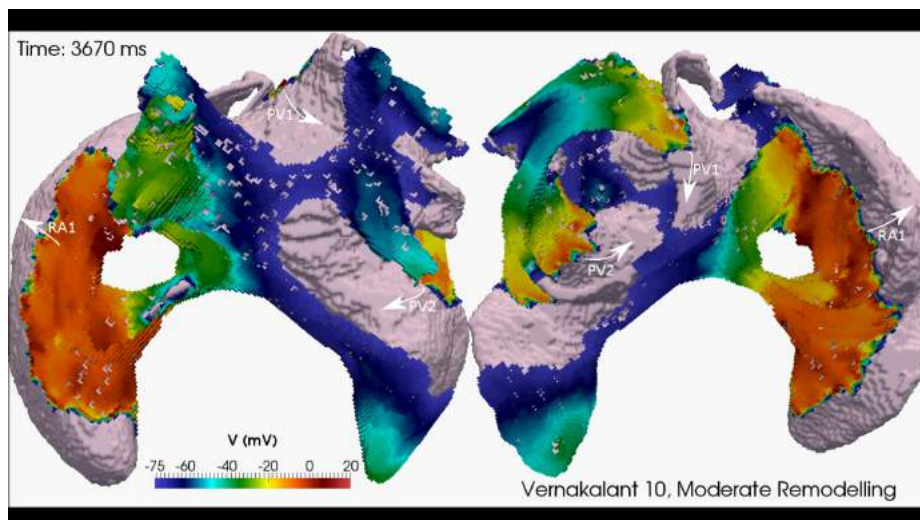 Time: 3670 ms
PV1
PV1
RA1
RA1
PV2
PV2
V (mV)
-75 -60 -40 -20 0 20
Vernakalant 10, Moderate Remodelling